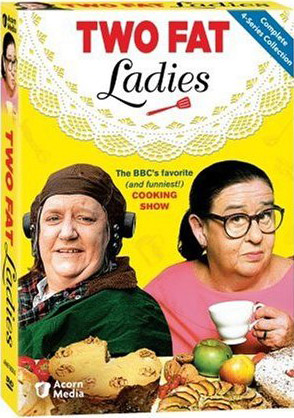 Complete
4-Series Collection
TWO FAT
Ladies
The BBC's favorite
(and funniest!)
COOKING
SHOW
TWO FAT Ladies
Acorn
Media